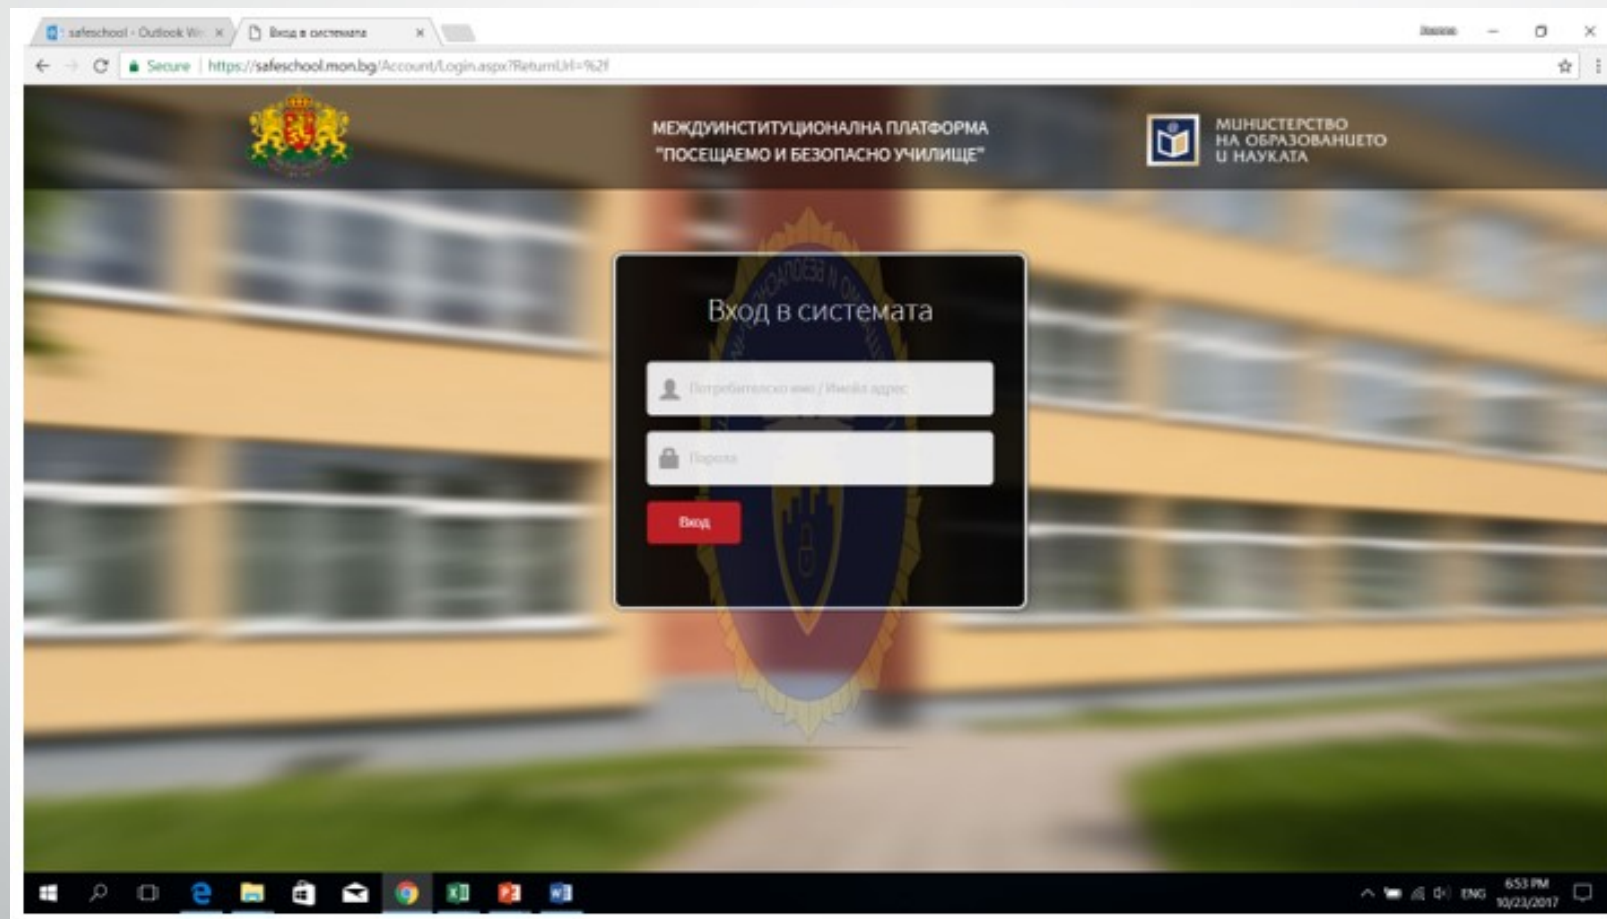 safeschool - Outlook We
Вход в системата
Secure
https://safeschool.mon.bg/Account/Login.aspx?ReturnUrl=%2f
МЕЖДУИНСТИТУЦИОНАЛНА ПЛАТФОРМА
"ПОСЕЩАЕМО И БЕЗОПАСНО УЧИЛИЩЕ"
МИНИСТЕРСТВО
НА ОБРАЗОВАНИЕТО
И НАУКАТА
Вход в системата
Потребителско име / Имейл адрес
Парола
Вход
ENG
6:53 PM
10/23/2017